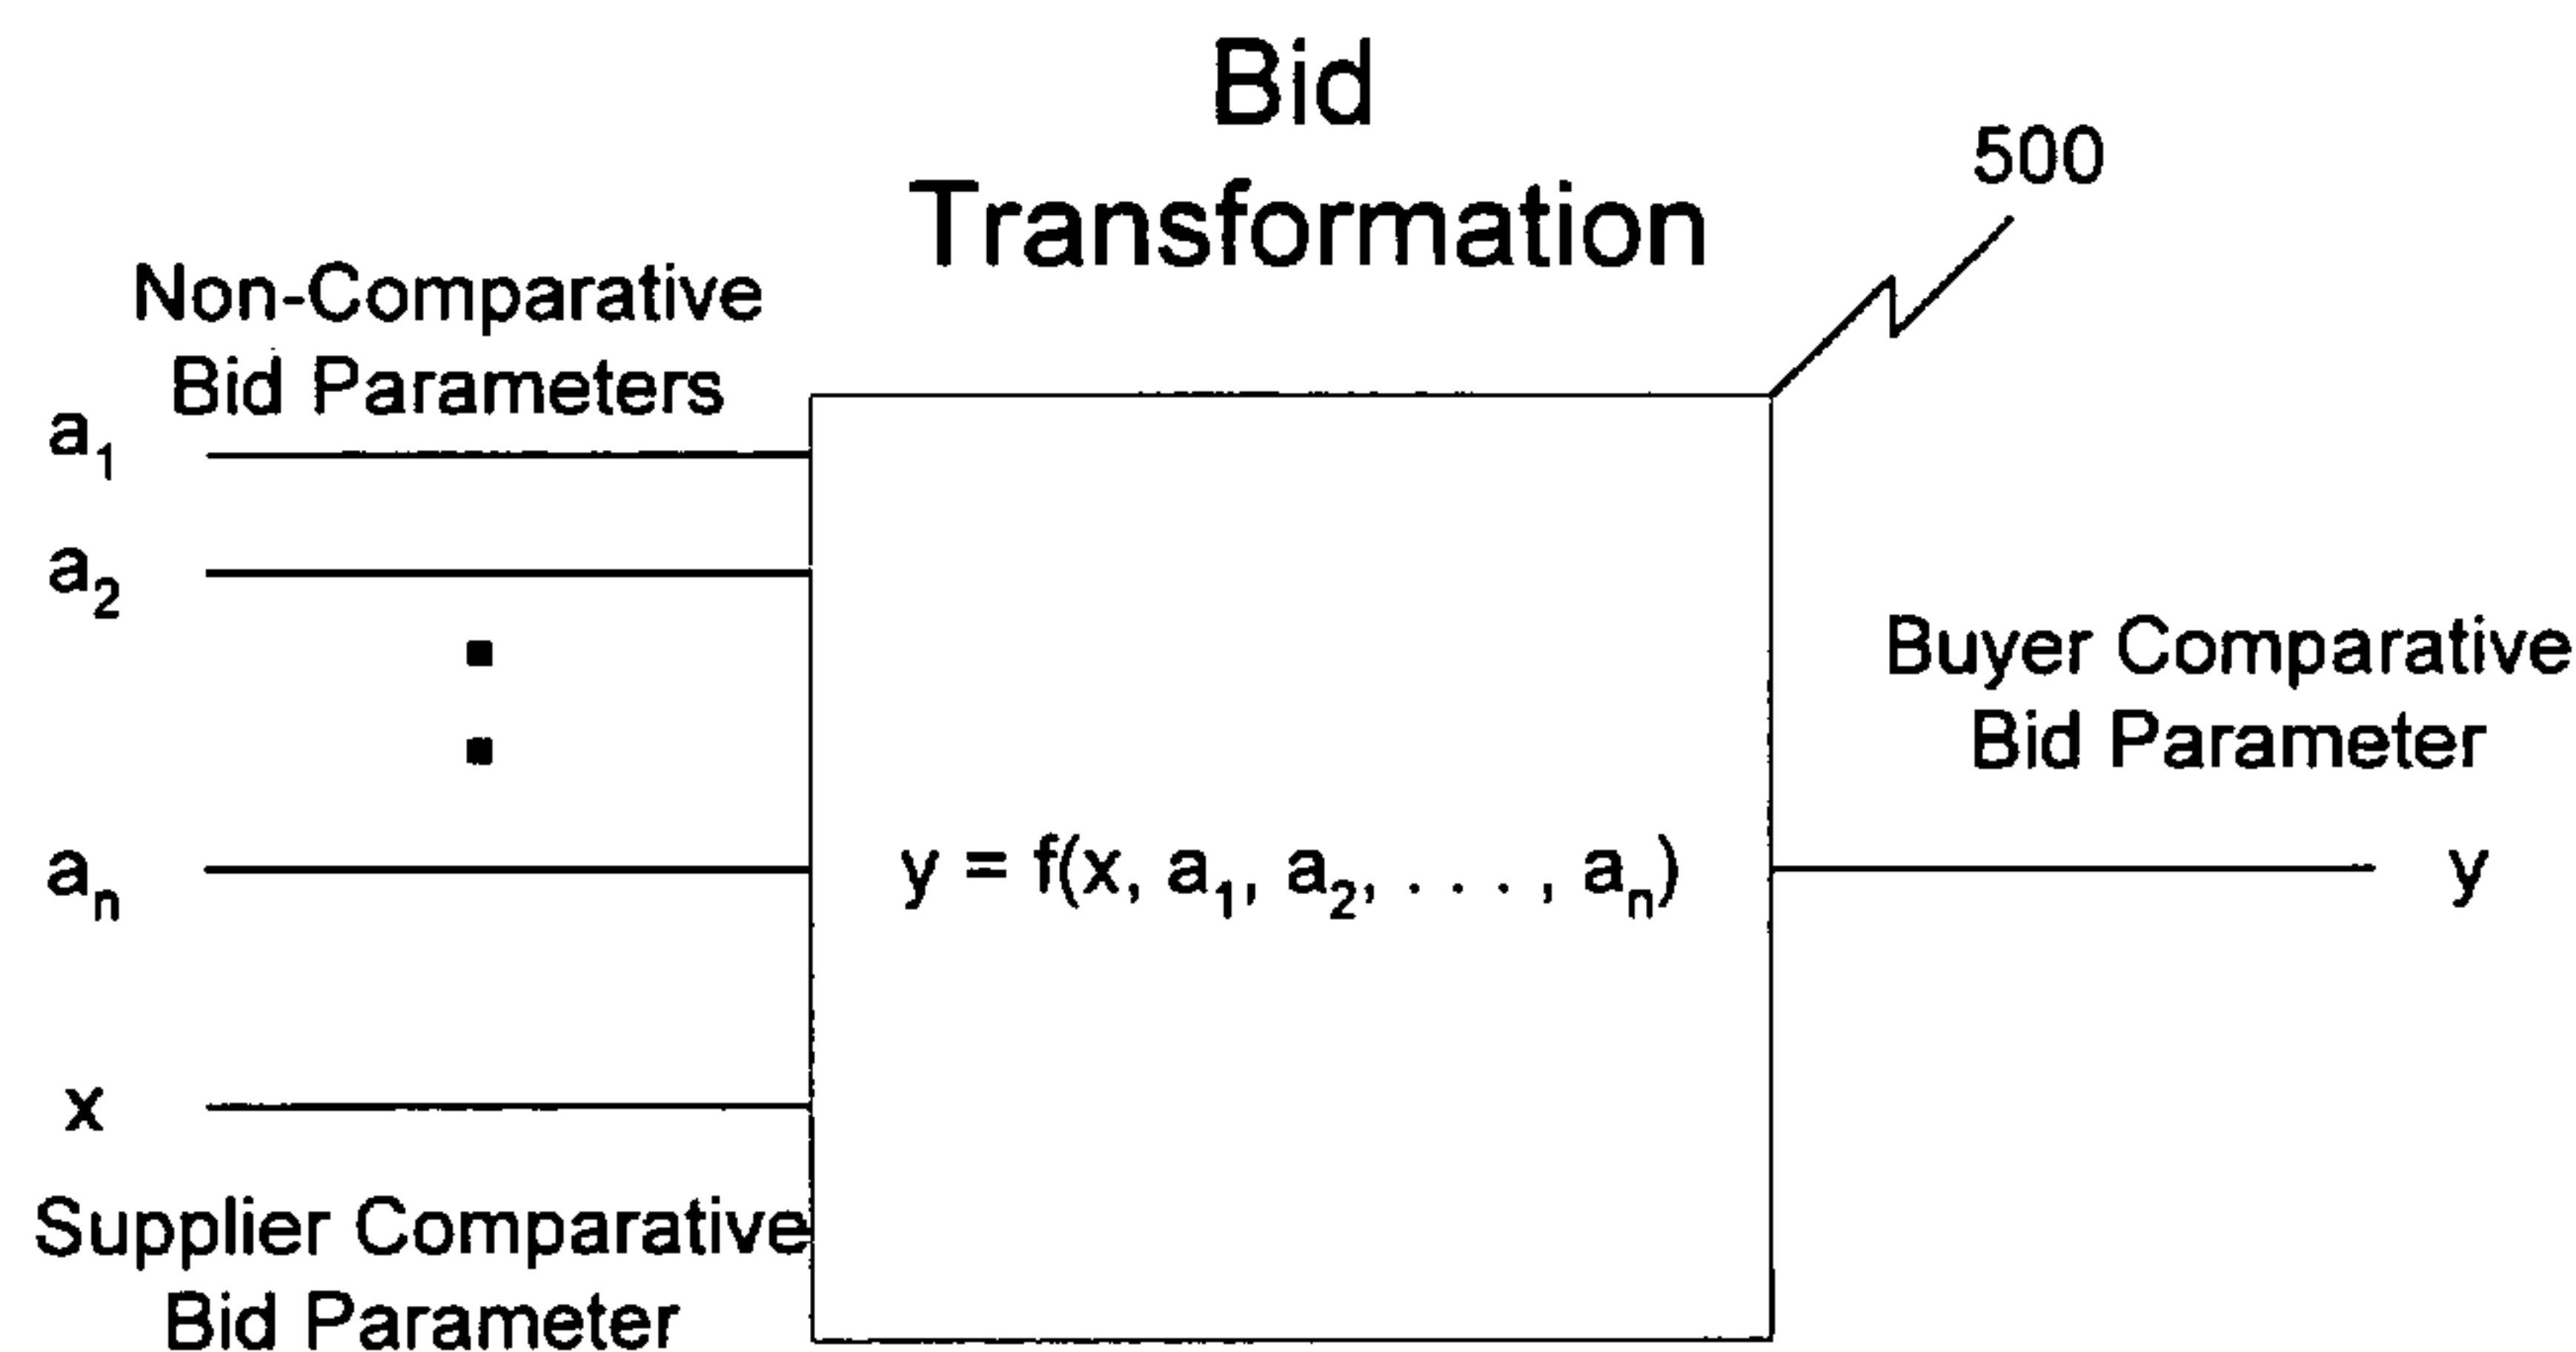 Bid
Transformation
500
Non-Comparative
Bid Parameters
a₁
a₂
aₙ
x
Supplier Comparative
Bid Parameter
y = f(x, a₁, a₂, . . . , aₙ)
Buyer Comparative
Bid Parameter
y